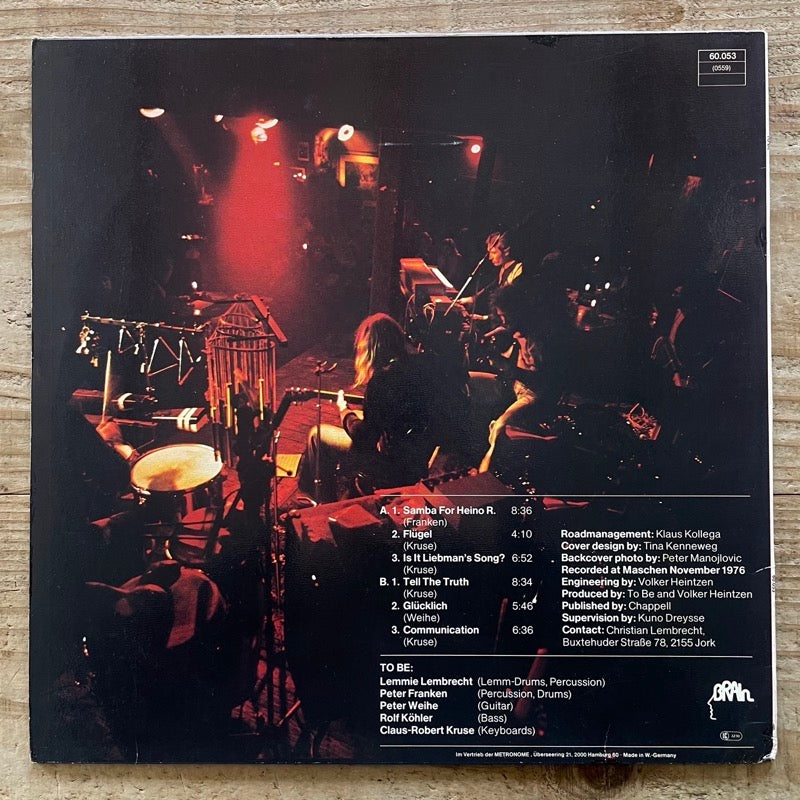 60.053
(0559)
A. 1. Samba For Heino R. 8:36
(Franken)
2. Flügel 4:10
(Kruse)
3. Is It Liebman's Song? 6:52
(Kruse)
B. 1. Tell The Truth 8:34
(Kruse)
2. Glücklich 5:46
(Weihe)
3. Communication 6:36
(Kruse)
Roadmanagement: Klaus Kollega
Cover design by: Tina Kenneweg
Backcover photo by: Peter Manojlovic
Recorded at Maschen November 1976
Engineering by: Volker Heintzen
Produced by: To Be and Volker Heintzen
Published by: Chappell
Supervision by: Kuno Dreysse
Contact: Christian Lembrecht,
Buxtehuder Straße 78, 2155 Jork
TO BE:
Lemmie Lembrecht (Lemm-Drums, Percussion)
Peter Franken (Percussion, Drums)
Peter Weihe (Guitar)
Rolf Köhler (Bass)
Claus-Robert Kruse (Keyboards)
BRAIN
Im Vertrieb der METRONOME . Überseering 21, 2000 Hamburg 60 · Made in W.-Germany